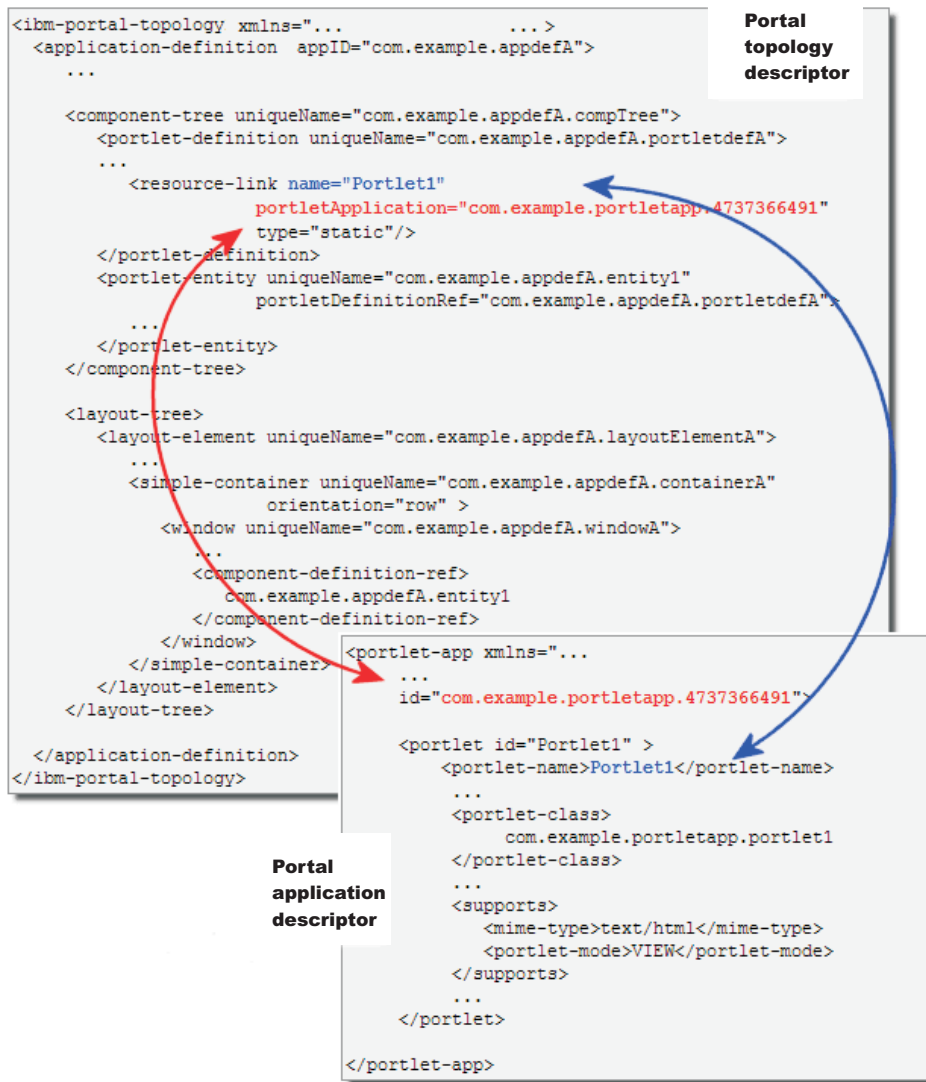 <ibm-portal-topology xmlns="... ...>
<application-definition appID="com.example.appdefA">
...
<component-tree uniqueName="com.example.appdefA.compTree">
<portlet-definition uniqueName="com.example.appdefA.portletdefA">
...
<resource-link name="Portlet1"
portletApplication="com.example.portletapp.4737366491"
type="static"/>
</portlet-definition>
<portlet-entity uniqueName="com.example.appdefA.entity1"
portletDefinitionRef="com.example.appdefA.portletdefA">
...
</portlet-entity>
</component-tree>
<layout-tree>
<layout-element uniqueName="com.example.appdefA.layoutElementA">
...
<simple-container uniqueName="com.example.appdefA.containerA"
orientation="row" >
<window uniqueName="com.example.appdefA.windowA">
...
<component-definition-ref>
com.example.appdefA.entity1
</component-definition-ref>
</window>
</simple-container>
</layout-element>
</layout-tree>
</application-definition>
</ibm-portal-topology>
Portal
topology
descriptor
<portlet-app xmlns="...
...
id="com.example.portletapp.4737366491">
<portlet id="Portlet1" >
<portlet-name>Portlet1</portlet-name>
...
<portlet-class>
com.example.portletapp.portlet1
</portlet-class>
...
<supports>
<mime-type>text/html</mime-type>
<portlet-mode>VIEW</portlet-mode>
</supports>
...
</portlet>
</portlet-app>
Portal
application
descriptor